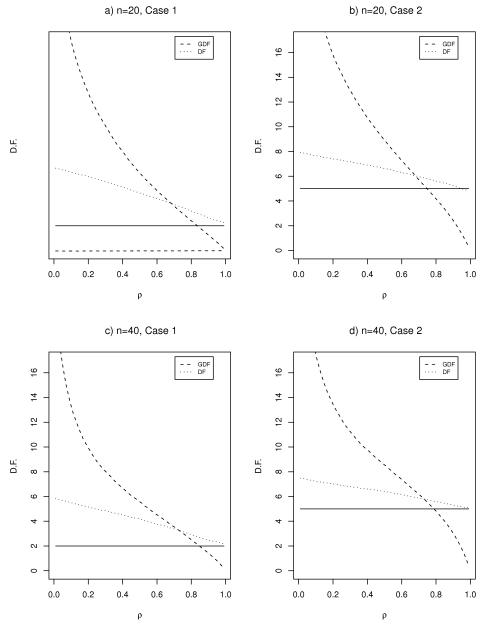 a) n=20, Case 1
GDF
DF
D.F.
0.0 0.2 0.4 0.6 0.8 1.0
ρ
b) n=20, Case 2
GDF
DF
D.F.
0 2 4 6 8 10 12 14 16
0.0 0.2 0.4 0.6 0.8 1.0
ρ
c) n=40, Case 1
GDF
DF
D.F.
0 2 4 6 8 10 12 14 16
0.0 0.2 0.4 0.6 0.8 1.0
ρ
d) n=40, Case 2
GDF
DF
D.F.
0 2 4 6 8 10 12 14 16
0.0 0.2 0.4 0.6 0.8 1.0
ρ